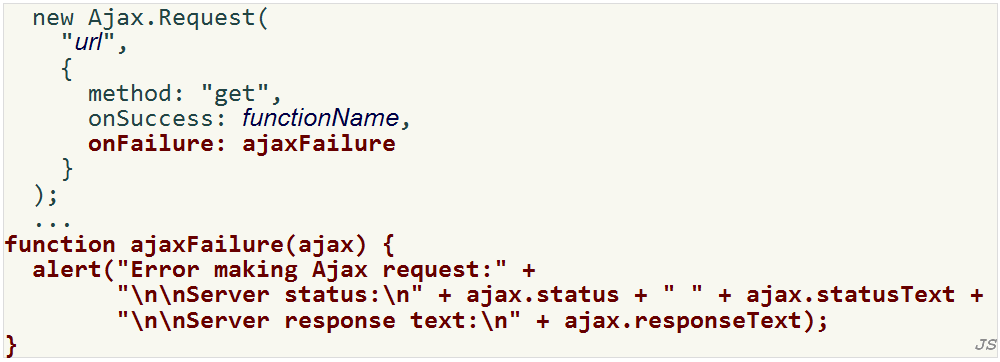 new Ajax.Request(
"url",
{
method: "get",
onSuccess: functionName,
onFailure: ajaxFailure
}
);
...
function ajaxFailure(ajax) {
alert("Error making Ajax request:" +
"\n\nServer status:\n" + ajax.status + " " + ajax.statusText +
"\n\nServer response text:\n" + ajax.responseText);
}
JS